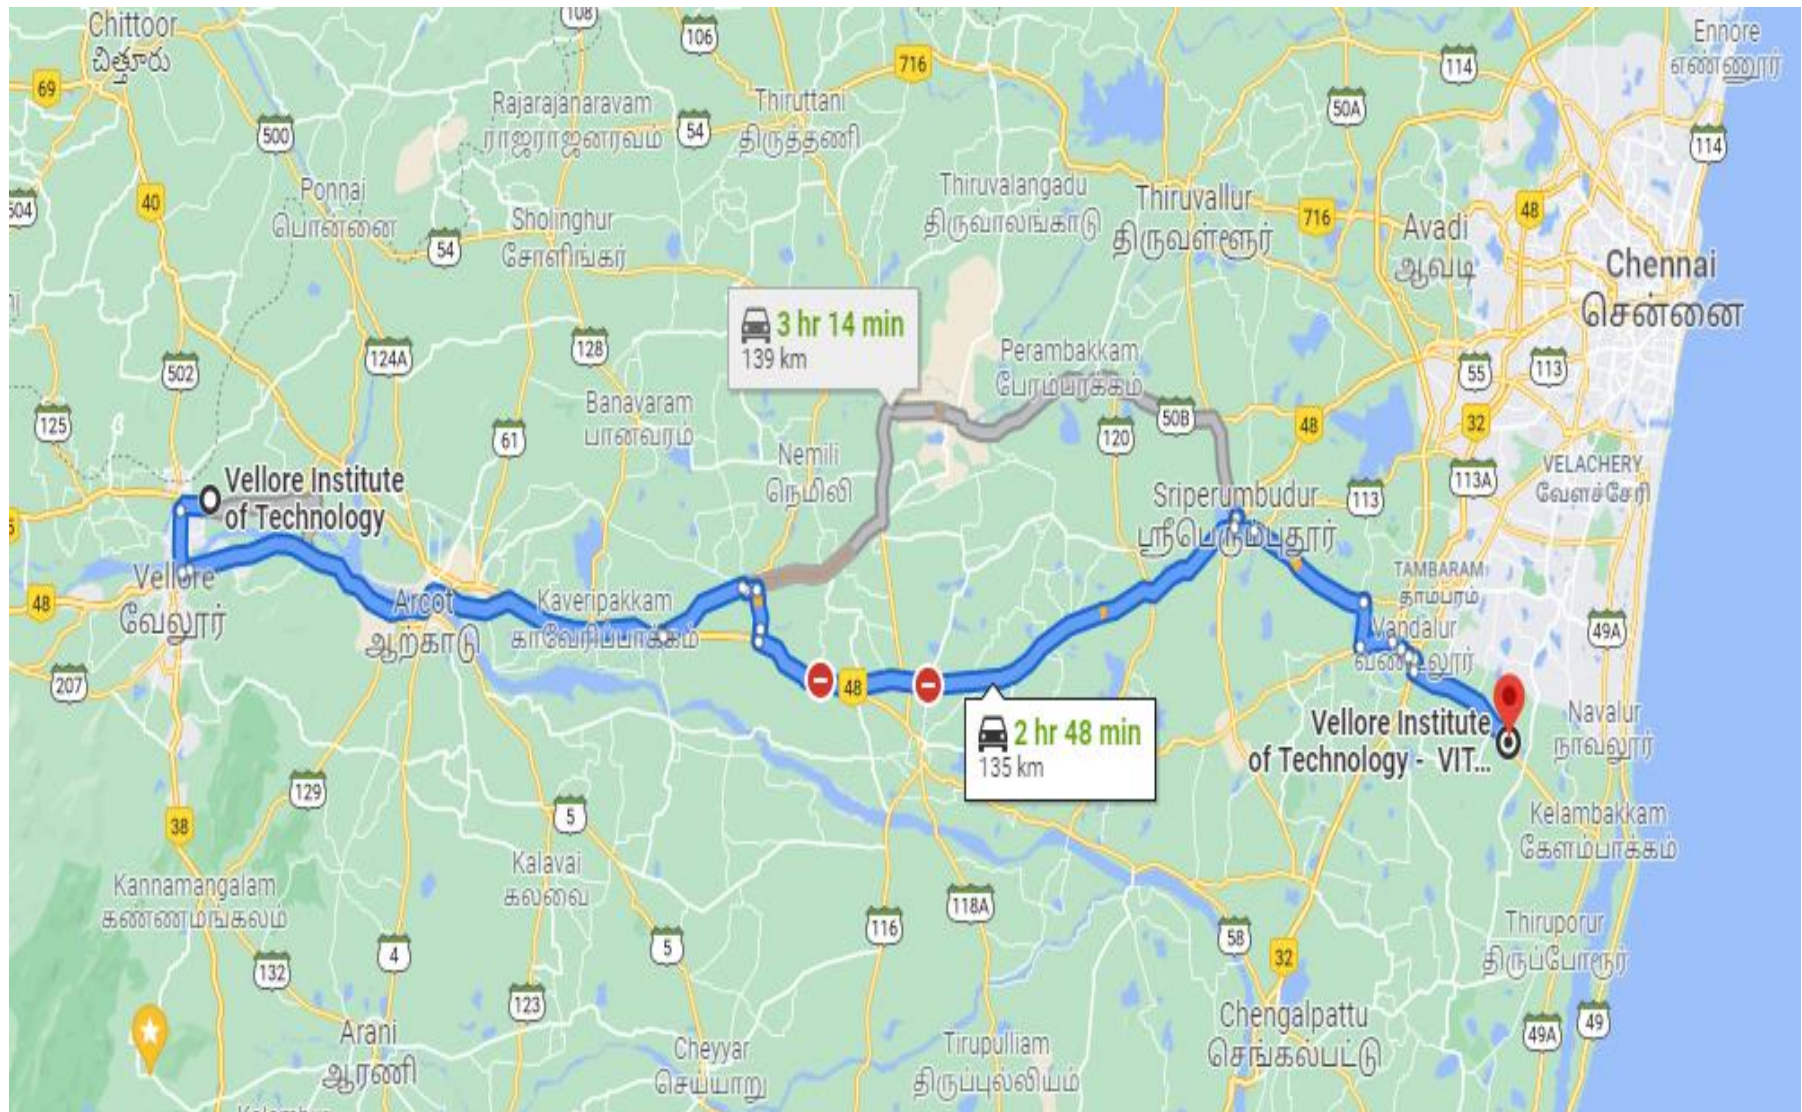 Chittoor
చిత్తూరు
108
106
716
114
Ennore
எண்ணூர்
69
500
Rajarajanaravam
ராஜராஜனரவம்
54
Thiruttani
திருத்தணி
50A
114
504
40
Ponnai
பொன்னை
54
Sholinghur
சோளிங்கர்
Thiruvalangadu
திருவாலங்காடு
Thiruvallur
திருவள்ளூர்
716
Avadi
ஆவடி
48
Chennai
சென்னை
3 hr 14 min
139 km
502
124A
128
Perambakkam
பேரம்பாக்கம்
55
113
125
61
Banavaram
பானவரம்
120
50B
48
32
Nemili
நெமிலி
Vellore Institute
of Technology
Sriperumbudur
ஸ்ரீபெரும்புதூர்
113
113A
VELACHERY
வேளச்சேரி
48
Vellore
வேலூர்
Arcot
ஆற்காடு
Kaveripakkam
காவேரிப்பாக்கம்
TAMBARAM
தாம்பரம்
Vandalur
வண்டலூர்
49A
207
48
2 hr 48 min
135 km
Vellore Institute
of Technology - VIT...
Navalur
நாவலூர்
129
38
5
Kelambakkam
கேளம்பாக்கம்
Kalavai
கலவை
Kannamangalam
கண்ணமங்கலம்
118A
116
58
32
Thiruporur
திருப்போரூர்
132
4
5
123
Arani
ஆரணி
Cheyyar
செய்யாறு
Tirupulliam
திருப்புல்லியம்
Chengalpattu
செங்கல்பட்டு
49A
49